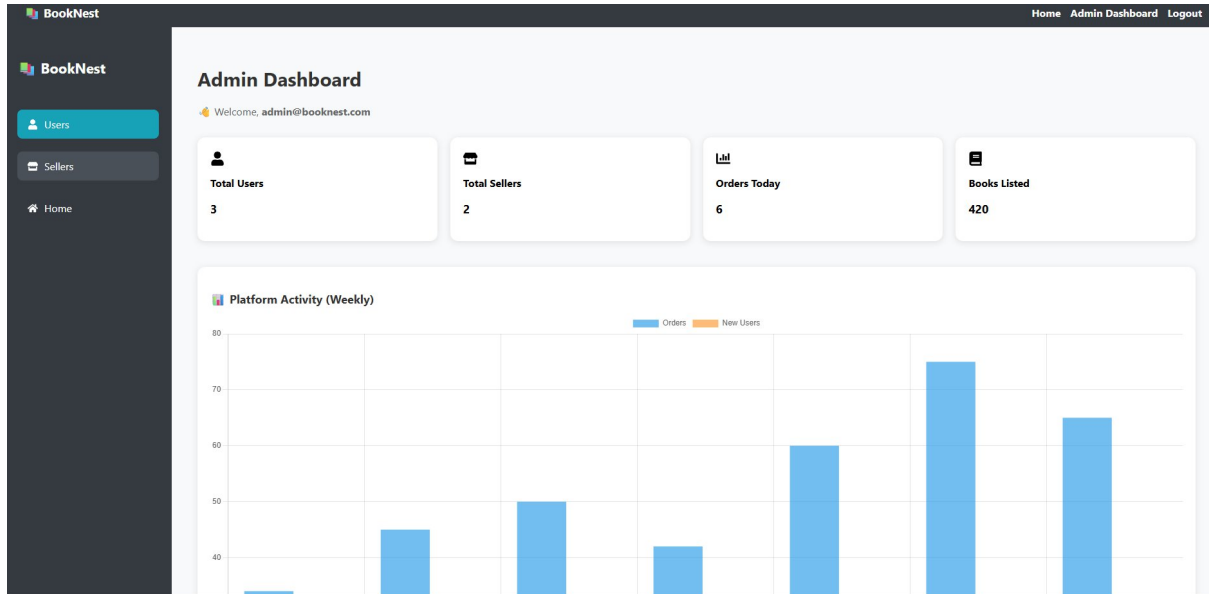 BookNest Home Admin Dashboard Logout
BookNest
Users
Sellers
Home
Admin Dashboard
Welcome, admin@booknest.com
Total Users
3
Total Sellers
2
Orders Today
6
Books Listed
420
Platform Activity (Weekly)
Orders New Users
80
70
60
50
40